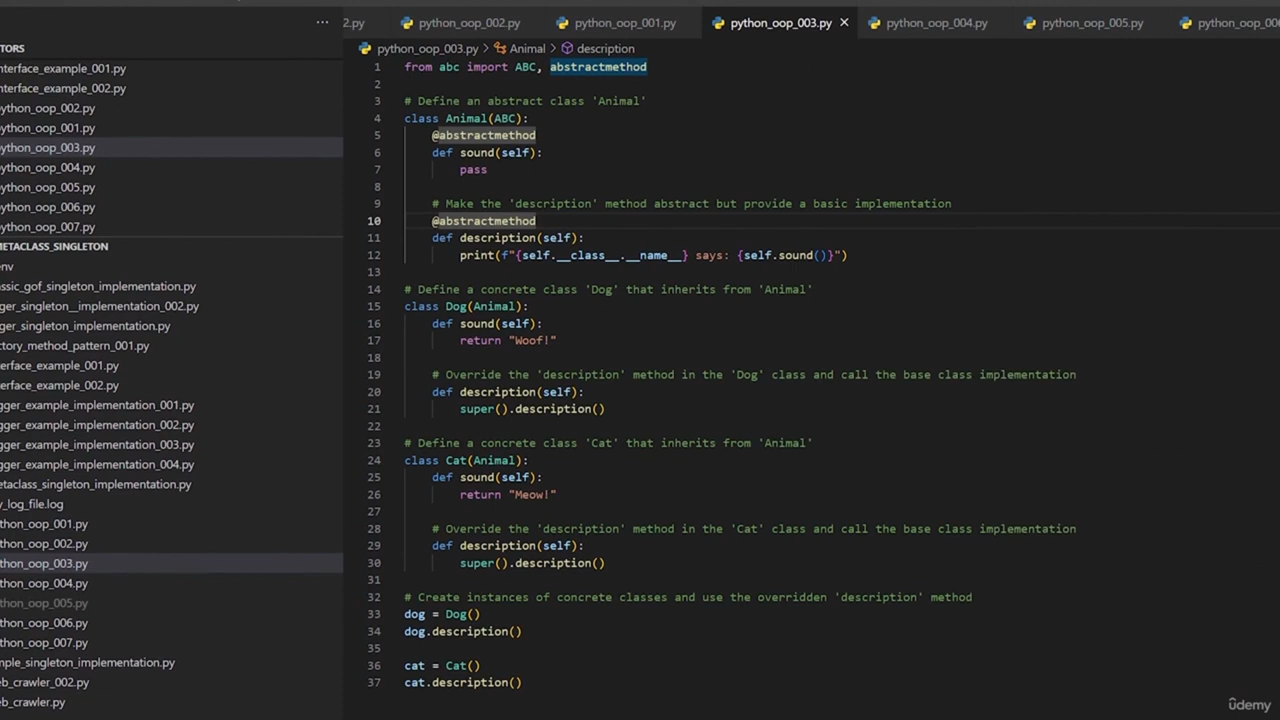 ...
2.py
python_oop_002.py
python_oop_001.py
python_oop_003.py ×
python_oop_004.py
python_oop_005.py
python_oop_006
TORS
nterface_example_001.py
nterface_example_002.py
ython_oop_002.py
ython_oop_001.py
ython_oop_003.py
ython_oop_004.py
ython_oop_005.py
ython_oop_006.py
ython_oop_007.py
METACLASS_SINGLETON
env
assic_gof_singleton_implementation.py
gger_singleton__implementation_002.py
gger_singleton_implementation.py
ctory_method_pattern_001.py
terface_example_001.py
terface_example_002.py
gger_example_implementation_001.py
gger_example_implementation_002.py
gger_example_implementation_003.py
gger_example_implementation_004.py
etaclass_singleton_implementation.py
y_log_file.log
thon_oop_001.py
thon_oop_002.py
thon_oop_003.py
thon_oop_004.py
thon_oop_005.py
thon_oop_006.py
thon_oop_007.py
mple_singleton_implementation.py
eb_crawler_002.py
eb_crawler.py
python_oop_003.py > Animal > description
1 from abc import ABC, abstractmethod
2
3 # Define an abstract class 'Animal'
4 class Animal(ABC):
5 @abstractmethod
6 def sound(self):
7 pass
8
9 # Make the 'description' method abstract but provide a basic implementation
10 @abstractmethod
11 def description(self):
12 print(f"{self.__class__.__name__} says: {self.sound()}")
13
14 # Define a concrete class 'Dog' that inherits from 'Animal'
15 class Dog(Animal):
16 def sound(self):
17 return "Woof!"
18
19 # Override the 'description' method in the 'Dog' class and call the base class implementation
20 def description(self):
21 super().description()
22
23 # Define a concrete class 'Cat' that inherits from 'Animal'
24 class Cat(Animal):
25 def sound(self):
26 return "Meow!"
27
28 # Override the 'description' method in the 'Cat' class and call the base class implementation
29 def description(self):
30 super().description()
31
32 # Create instances of concrete classes and use the overridden 'description' method
33 dog = Dog()
34 dog.description()
35
36 cat = Cat()
37 cat.description()
ûdemy